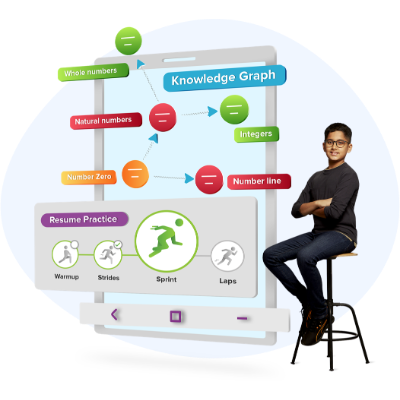 Whole numbers
Knowledge Graph
Natural numbers
Integers
Number Zero
Number line
Resume Practice
Warmup
Strides
Sprint
Laps